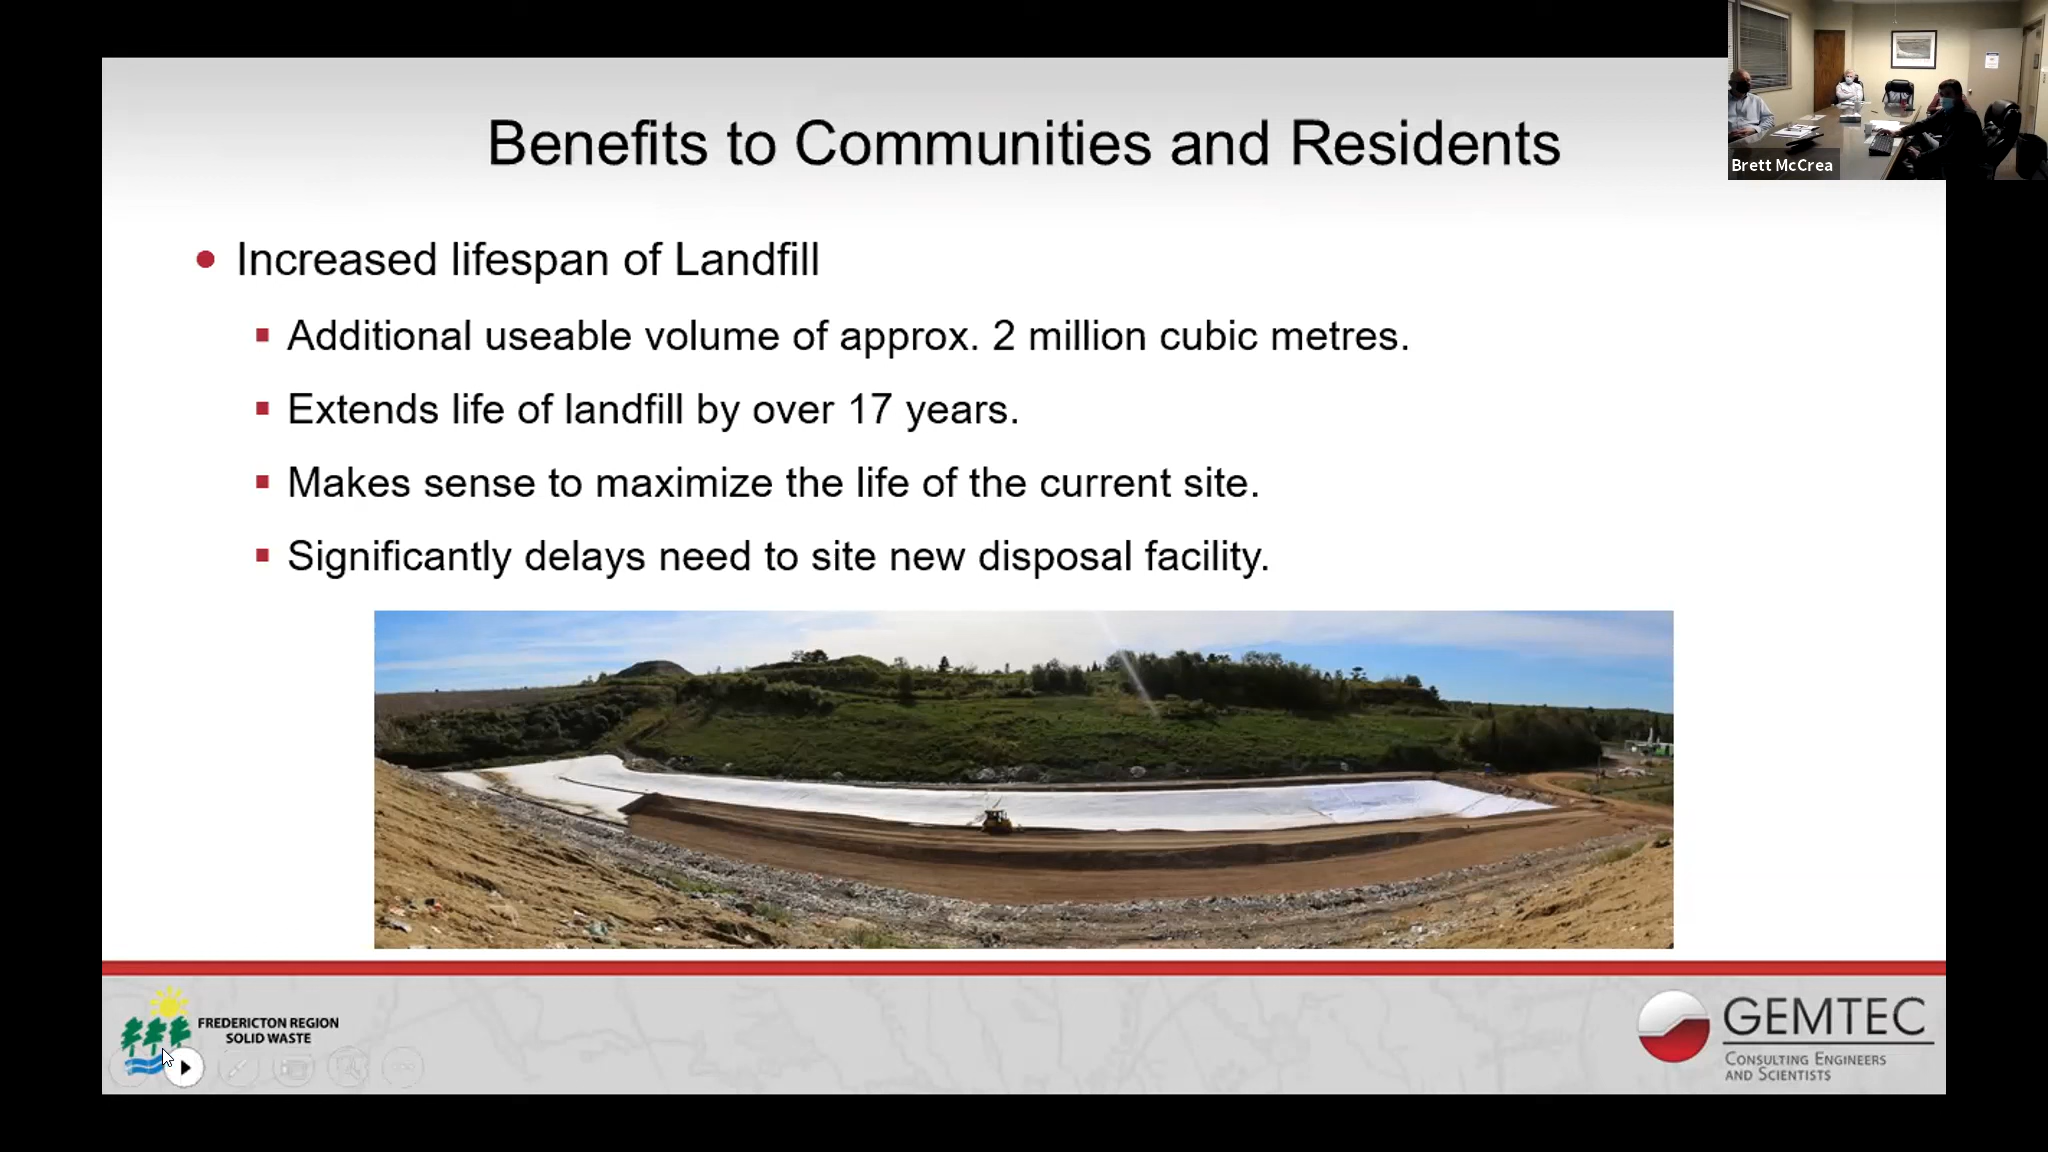 Benefits to Communities and Residents
Brett McCrea
Increased lifespan of Landfill
Additional useable volume of approx. 2 million cubic metres.
Extends life of landfill by over 17 years.
Makes sense to maximize the life of the current site.
Significantly delays need to site new disposal facility.
FREDERICTON REGION
SOLID WASTE
GEMTEC
CONSULTING ENGINEERS
AND SCIENTISTS